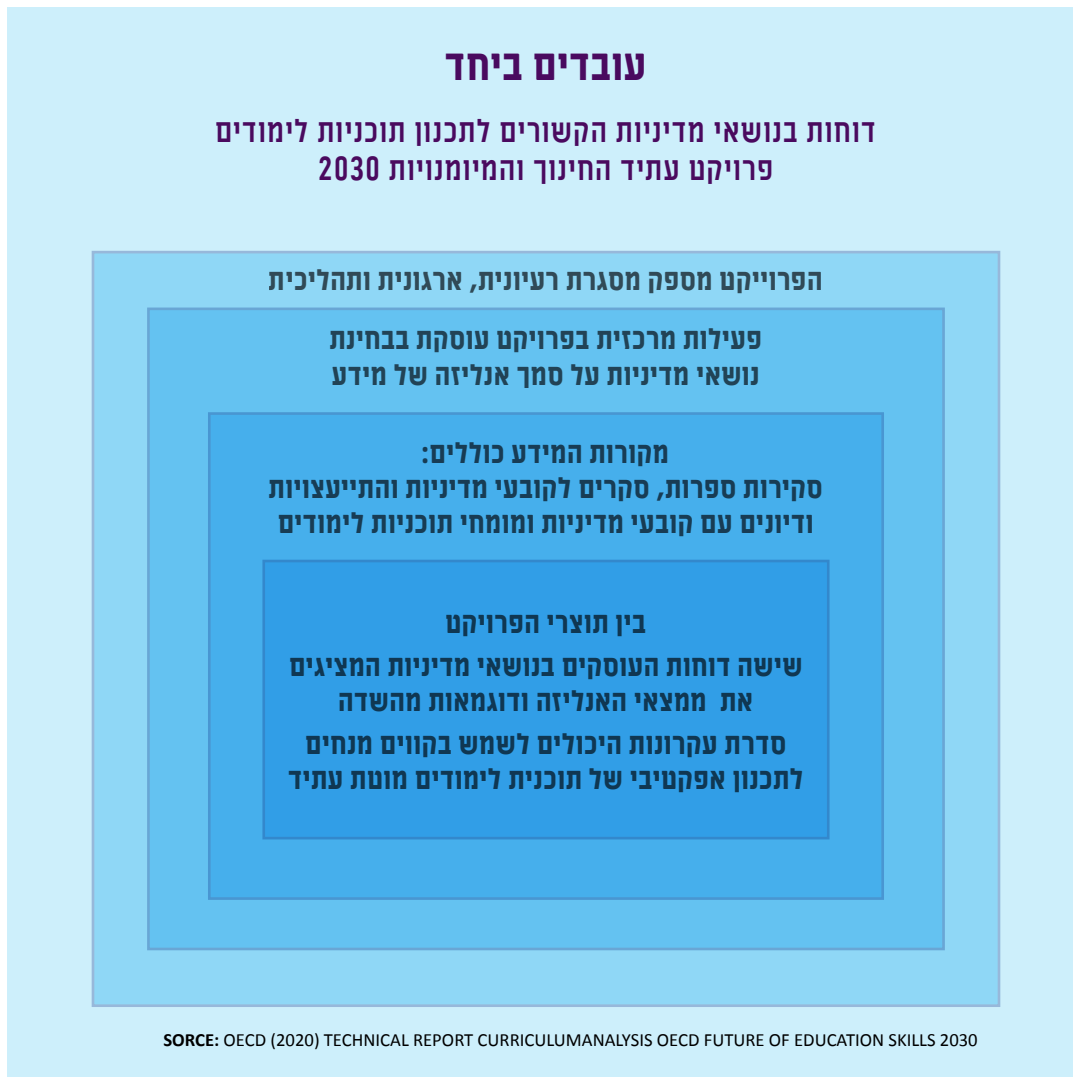 עובדים ביחד
דוחות בנושאי מדיניות הקשורים לתכנון תוכניות לימודים
פרויקט עתיד החינוך והמיומנויות 2030
הפרוייקט מספק מסגרת רעיונית, ארגונית ותהליכית
פעילות מרכזית בפרויקט עוסקת בבחינת
נושאי מדיניות על סמך אנליזה של מידע
מקורות המידע כוללים:
סקירות ספרות, סקרים לקובעי מדיניות והתייעצויות
ודיונים עם קובעי מדיניות ומומחי תוכניות לימודים
בין תוצרי הפרויקט
שישה דוחות העוסקים בנושאי מדיניות המציגים
את ממצאי האנליזה ודוגמאות מהשדה
סדרת עקרונות היכולים לשמש בקווים מנחים
לתכנון אפקטיבי של תוכנית לימודים מוטת עתיד
SORCE: OECD (2020) TECHNICAL REPORT CURRICULUMANALYSIS OECD FUTURE OF EDUCATION SKILLS 2030